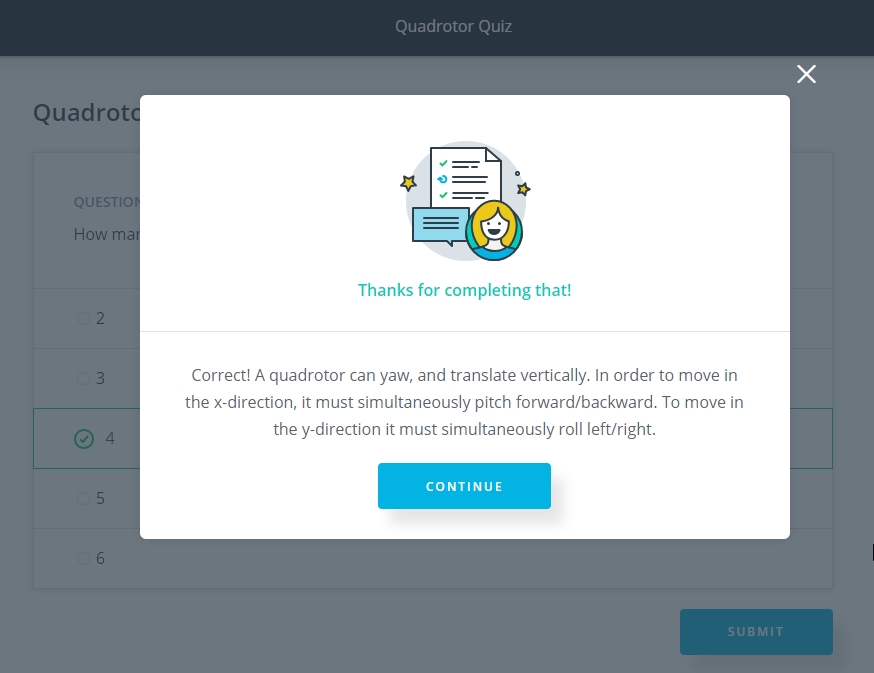 Quadrotor Quiz
Thanks for completing that!
Correct! A quadrotor can yaw, and translate vertically. In order to move in
the x-direction, it must simultaneously pitch forward/backward. To move in
the y-direction it must simultaneously roll left/right.
CONTINUE
Quadroto
QUESTION
How mar
2
3
4
5
6
SUBMIT